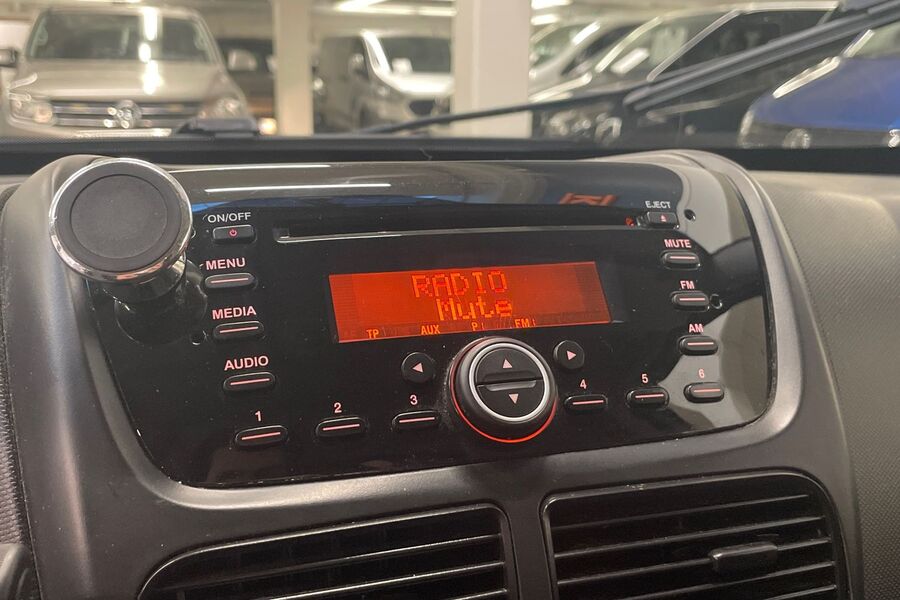 ON/OFF
EJECT
MENU
MUTE
MEDIA
FM
AUDIO
AM
RADIO
Mute
TP AUX P FM
1 2 3 4 5 6